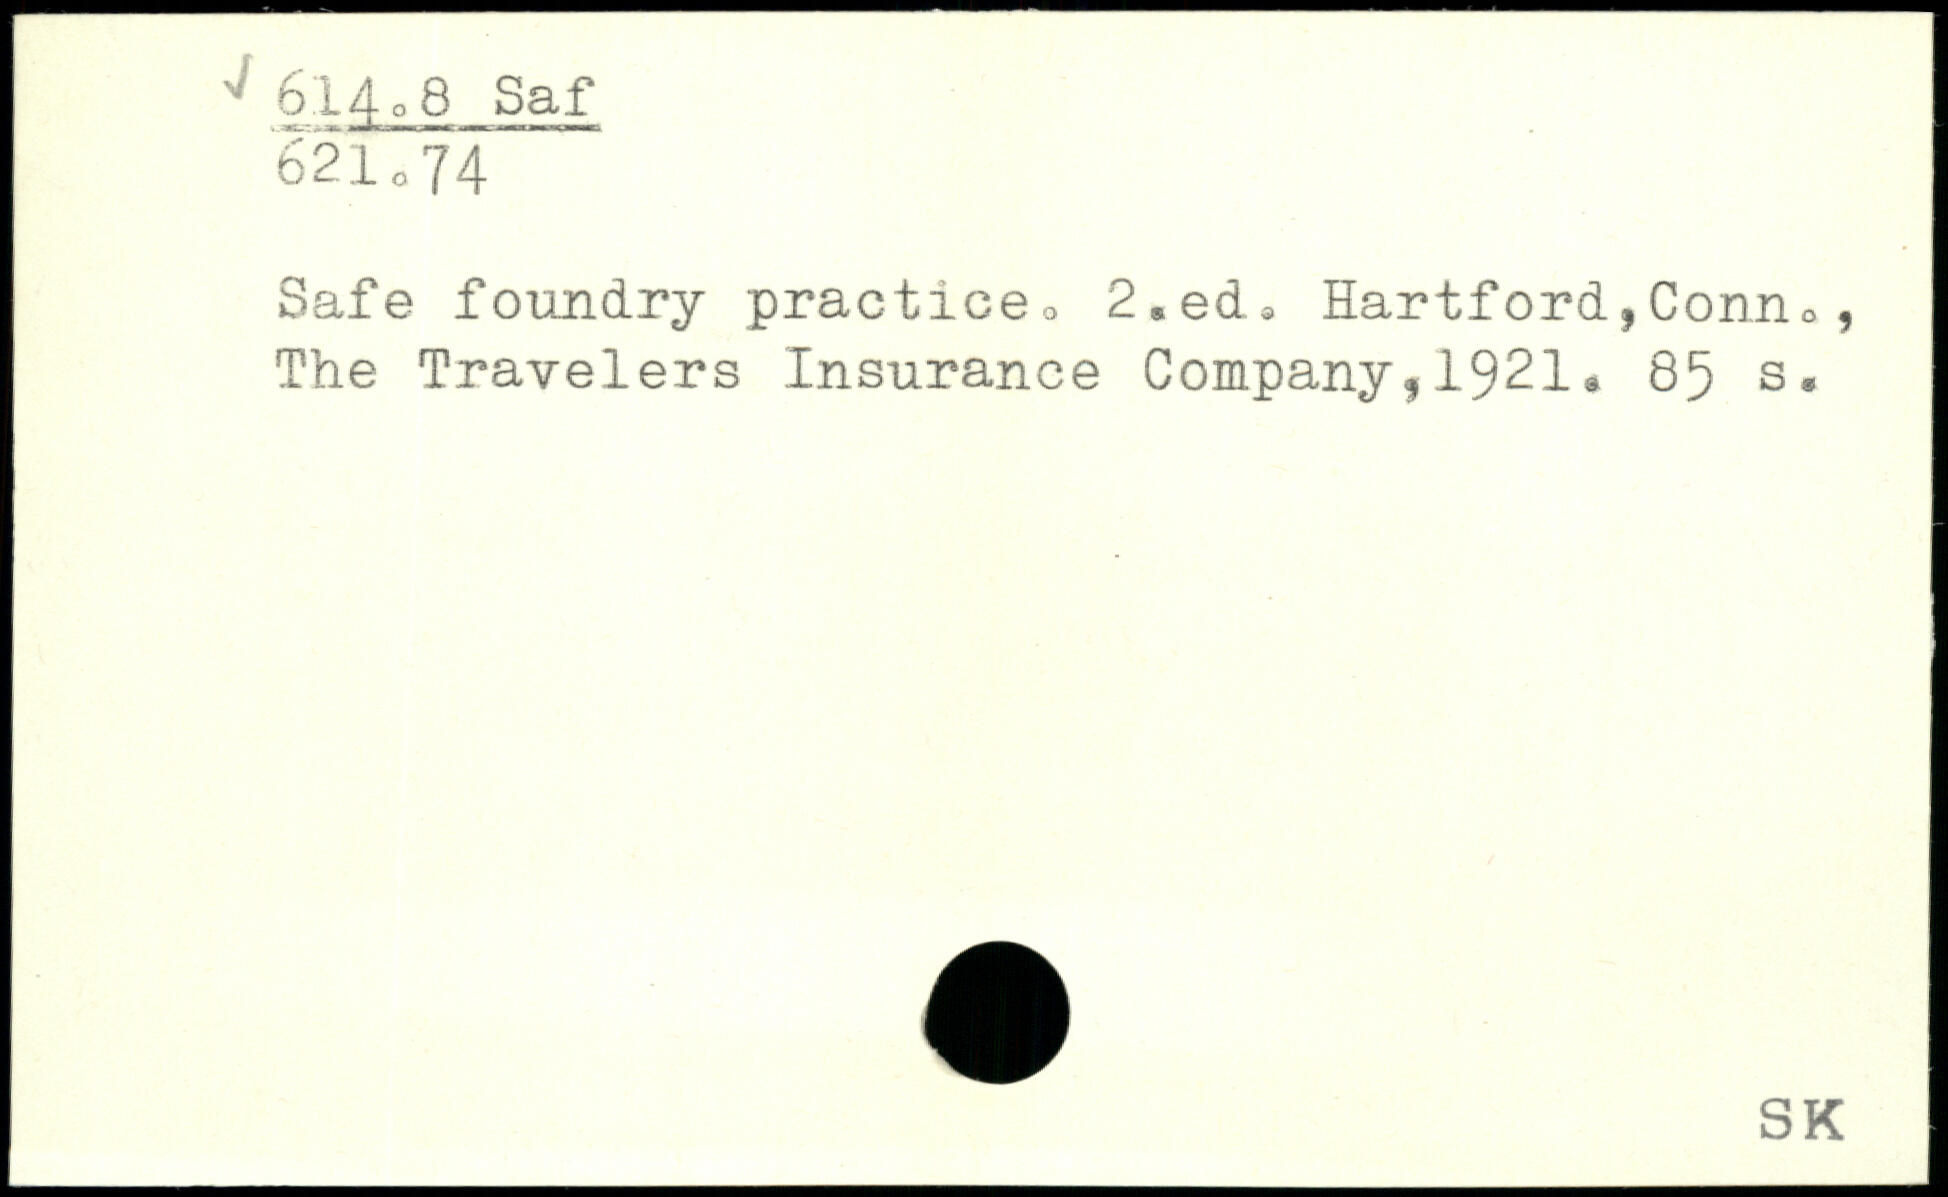 ✓ 614.8 Saf
621.74
Safe foundry practice. 2.ed. Hartford,Conn.,
The Travelers Insurance Company,1921. 85 s.
SK